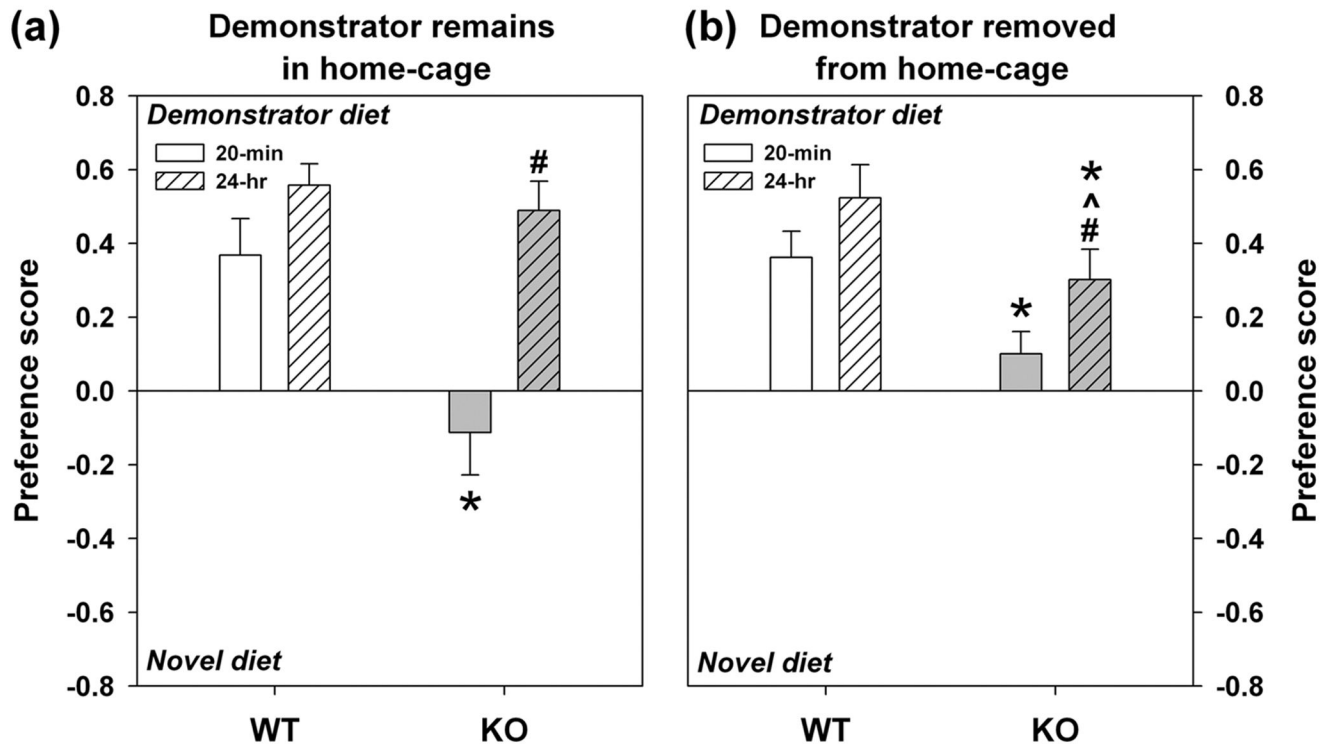 (a) Demonstrator remains
in home-cage
Preference score
0.8
0.6
0.4
0.2
0.0
-0.2
-0.4
-0.6
-0.8
Demonstrator diet
20-min
24-hr
#
*
Novel diet
WT KO
(b) Demonstrator removed
from home-cage
Demonstrator diet
20-min
24-hr
*
^
#
*
Novel diet
WT KO
0.8
0.6
0.4
0.2
0.0
-0.2
-0.4
-0.6
-0.8
Preference score